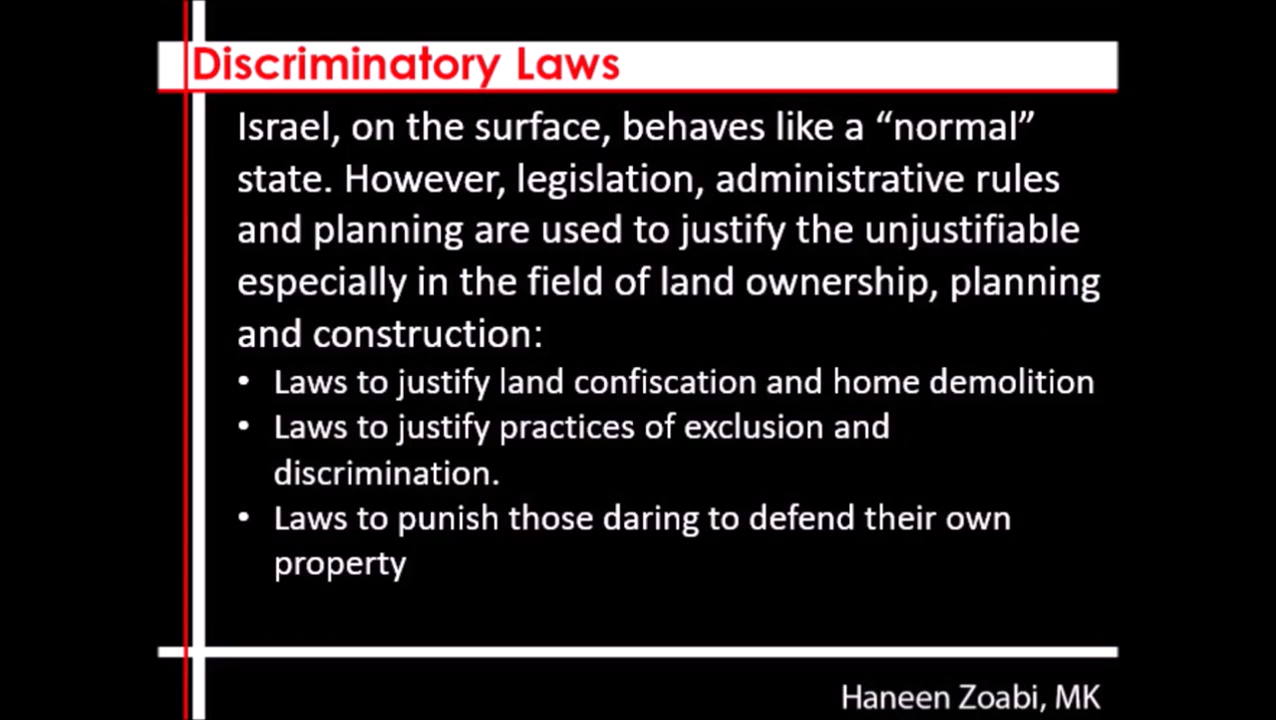 Discriminatory Laws
Israel, on the surface, behaves like a “normal”
state. However, legislation, administrative rules
and planning are used to justify the unjustifiable
especially in the field of land ownership, planning
and construction:
• Laws to justify land confiscation and home demolition
• Laws to justify practices of exclusion and
discrimination.
• Laws to punish those daring to defend their own
property
Haneen Zoabi, MK